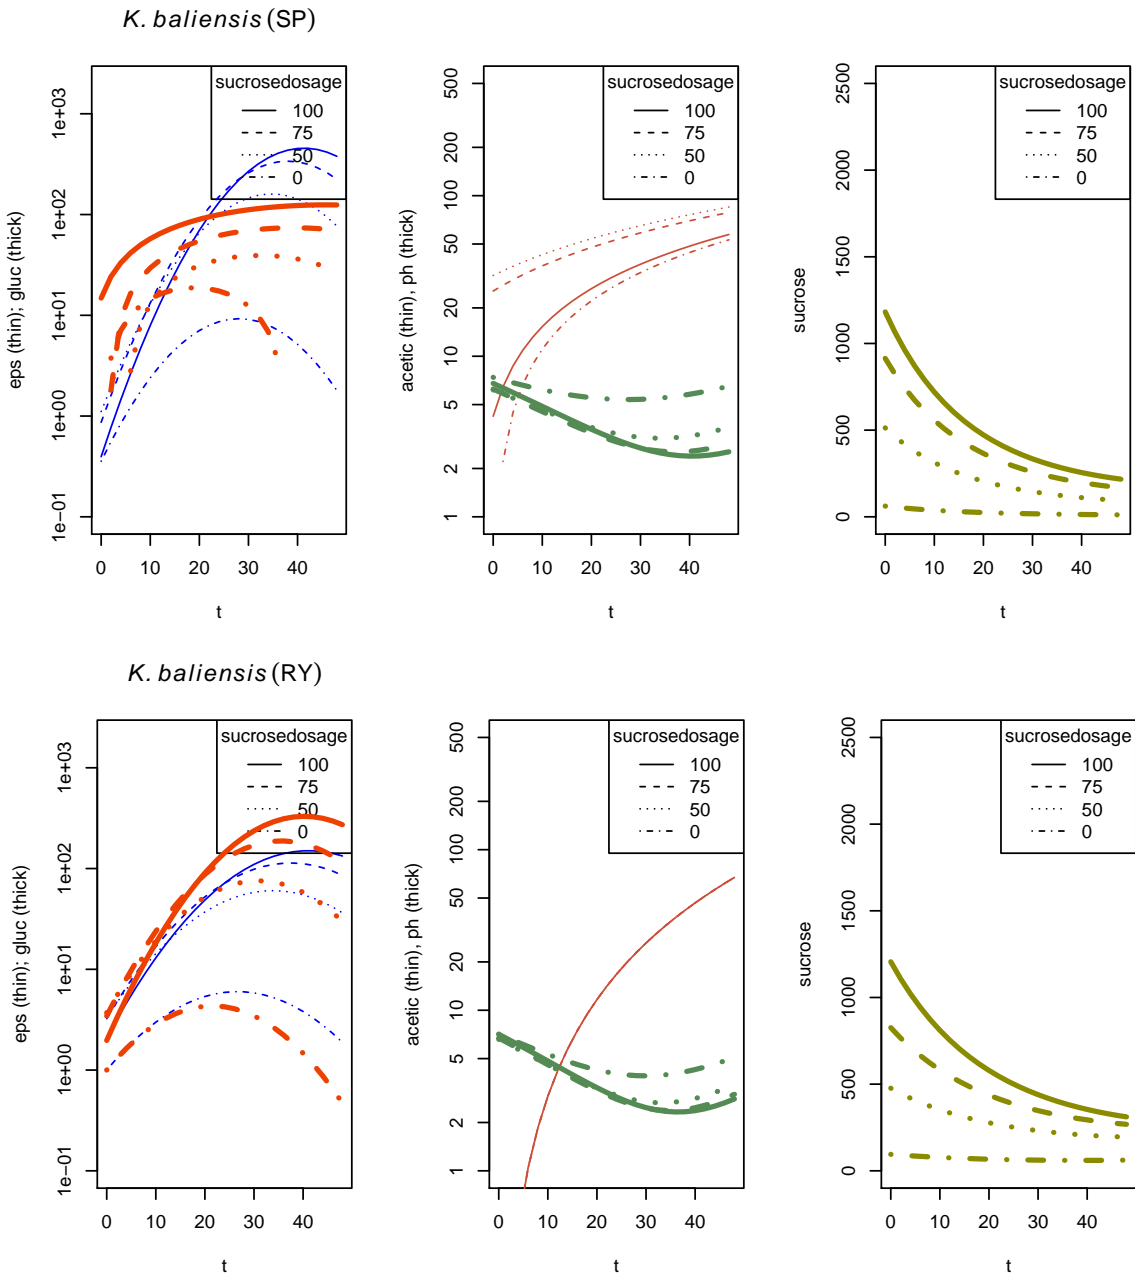 K. baliensis (SP)
eps (thin); gluc (thick)
1e−01 1e+00 1e+01 1e+02 1e+03
sucrosedosage
100
75
50
0
0 10 20 30 40
t
acetic (thin), ph (thick)
1 2 5 10 20 50 100 200 500
sucrosedosage
100
75
50
0
0 10 20 30 40
t
sucrose
0 500 1000 1500 2000 2500
sucrosedosage
100
75
50
0
0 10 20 30 40
t
K. baliensis (RY)
eps (thin); gluc (thick)
1e−01 1e+00 1e+01 1e+02 1e+03
sucrosedosage
100
75
50
0
0 10 20 30 40
t
acetic (thin), ph (thick)
1 2 5 10 20 50 100 200 500
sucrosedosage
100
75
50
0
0 10 20 30 40
t
sucrose
0 500 1000 1500 2000 2500
sucrosedosage
100
75
50
0
0 10 20 30 40
t